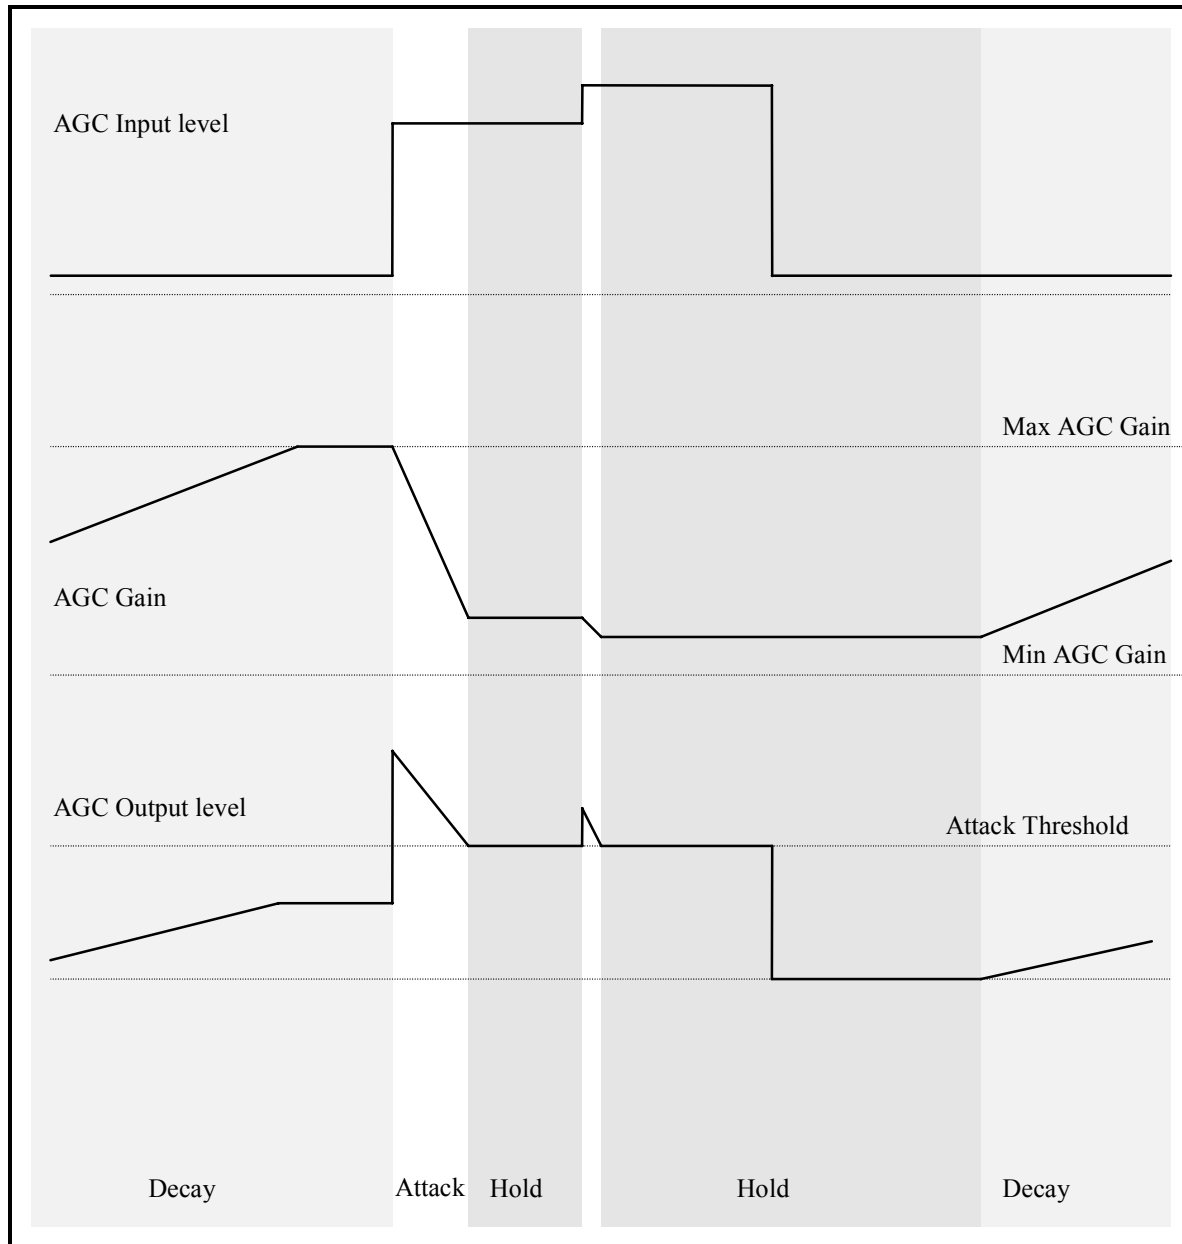 AGC Input level
Max AGC Gain
AGC Gain
Min AGC Gain
AGC Output level
Attack Threshold
Decay
Attack
Hold
Hold
Decay